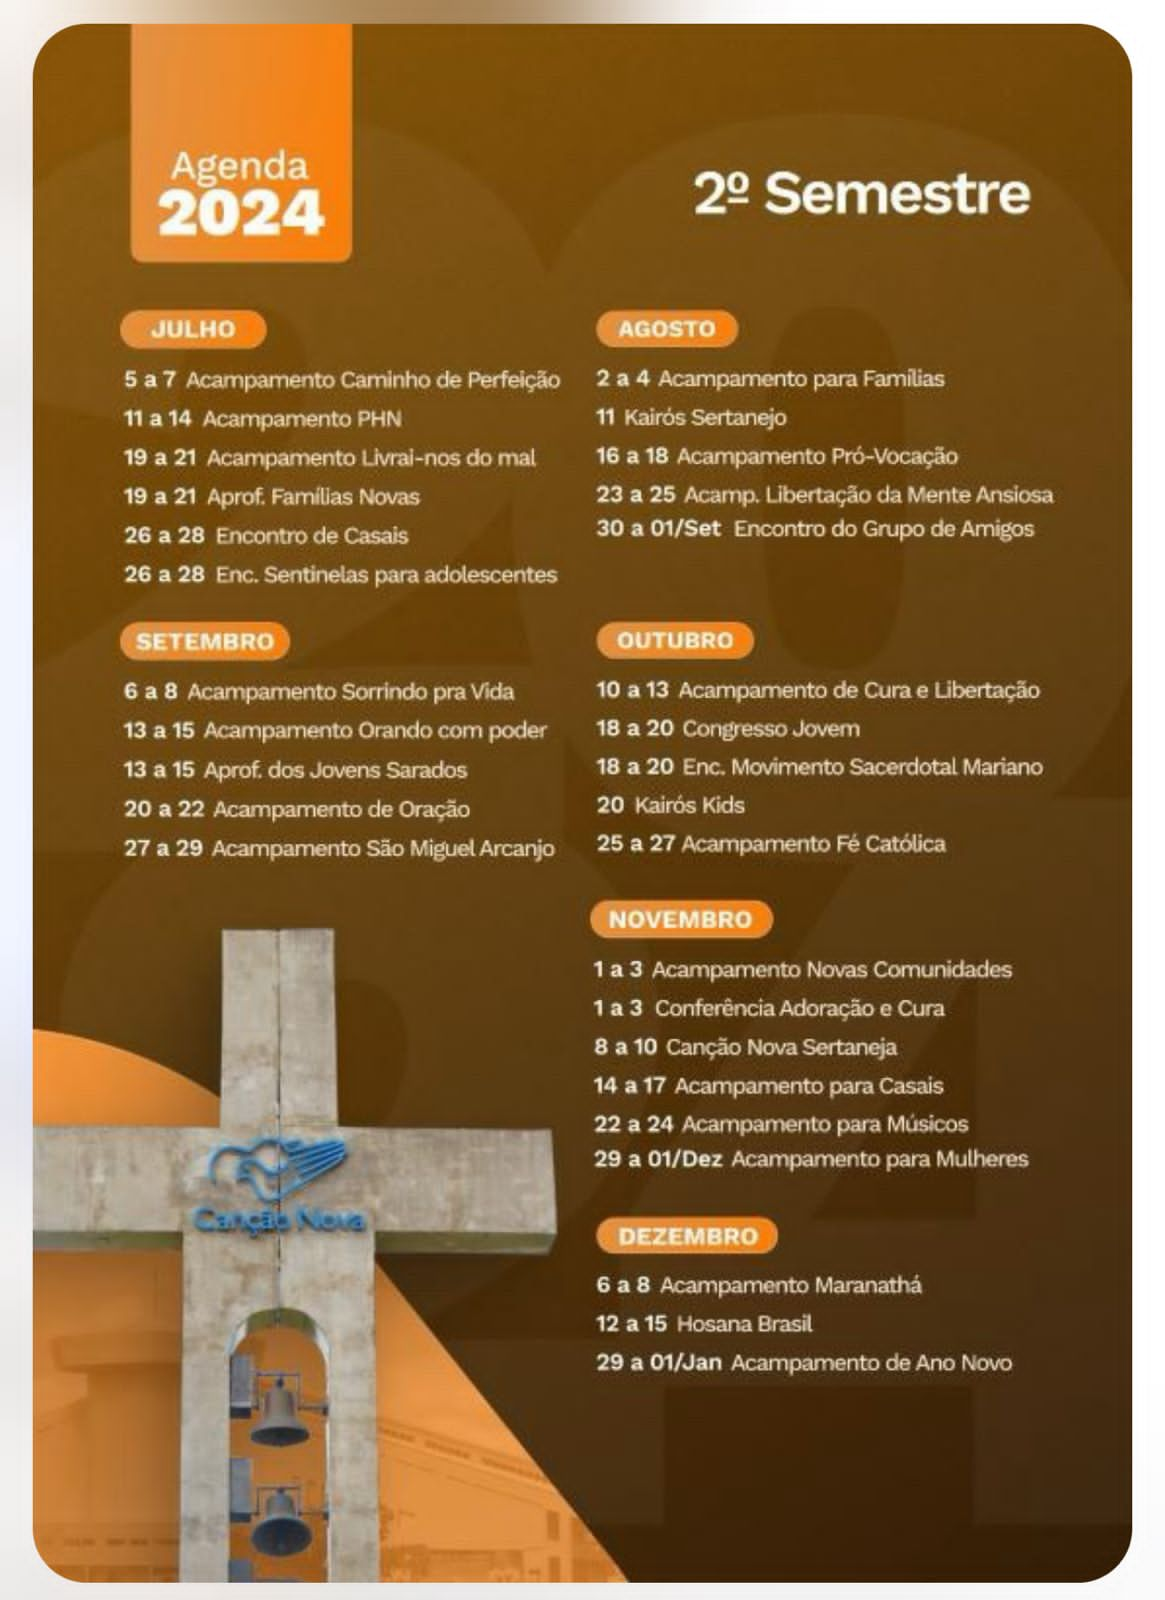 Agenda
2024
2º Semestre
JULHO
5 a 7 Acampamento Caminho de Perfeição
11 a 14 Acampamento PHN
19 a 21 Acampamento Livrai-nos do mal
19 a 21 Aprof. Famílias Novas
26 a 28 Encontro de Casais
26 a 28 Enc. Sentinelas para adolescentes
AGOSTO
2 a 4 Acampamento para Famílias
11 Kairós Sertanejo
16 a 18 Acampamento Pró-Vocação
23 a 25 Acamp. Libertação da Mente Ansiosa
30 a 01/Set Encontro do Grupo de Amigos
SETEMBRO
6 a 8 Acampamento Sorrindo pra Vida
13 a 15 Acampamento Orando com poder
13 a 15 Aprof. dos Jovens Sarados
20 a 22 Acampamento de Oração
27 a 29 Acampamento São Miguel Arcanjo
OUTUBRO
10 a 13 Acampamento de Cura e Libertação
18 a 20 Congresso Jovem
18 a 20 Enc. Movimento Sacerdotal Mariano
20 Kairós Kids
25 a 27 Acampamento Fé Católica
NOVEMBRO
1 a 3 Acampamento Novas Comunidades
1 a 3 Conferência Adoração e Cura
8 a 10 Canção Nova Sertaneja
14 a 17 Acampamento para Casais
22 a 24 Acampamento para Músicos
29 a 01/Dez Acampamento para Mulheres
DEZEMBRO
6 a 8 Acampamento Maranathá
12 a 15 Hosana Brasil
29 a 01/Jan Acampamento de Ano Novo
Canção Nova